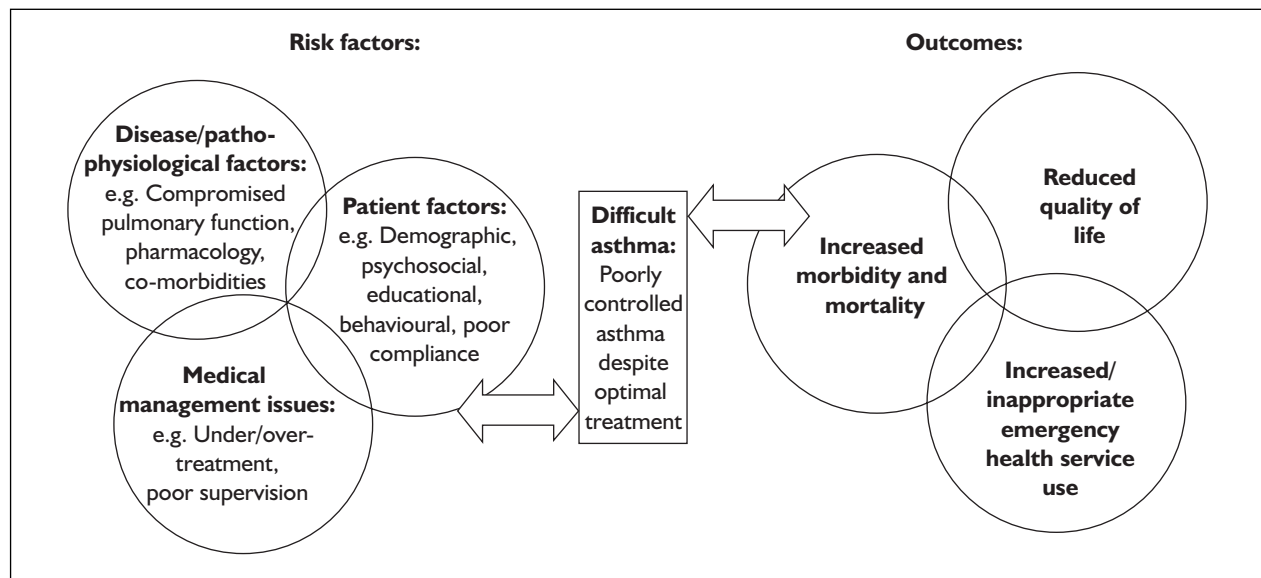 Risk factors:
Outcomes:
Disease/patho-
physiological factors:
e.g. Compromised
pulmonary function,
pharmacology,
co-morbidities
Patient factors:
e.g. Demographic,
psychosocial,
educational,
behavioural, poor
compliance
Medical
management issues:
e.g. Under/over-
treatment,
poor supervision
Difficult
asthma:
Poorly
controlled
asthma
despite
optimal
treatment
Increased
morbidity and
mortality
Reduced
quality of
life
Increased/
inappropriate
emergency
health service
use